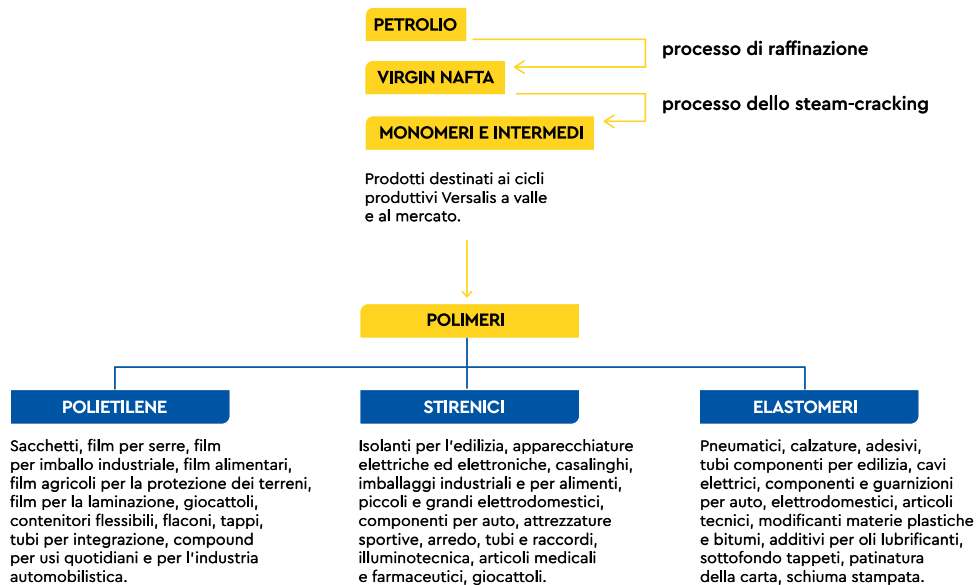 PETROLIO
processo di raffinazione
VIRGIN NAFTA
processo dello steam-cracking
MONOMERI E INTERMEDI
Prodotti destinati ai cicli
produttivi Versalis a valle
e al mercato.
POLIMERI
POLIETILENE
Sacchetti, film per serre, film
per imballo industriale, film alimentari,
film agricoli per la protezione dei terreni,
film per la laminazione, giocattoli,
contenitori flessibili, flaconi, tappi,
tubi per integrazione, compound
per usi quotidiani e per l'industria
automobilistica.
STIRENICI
Isolanti per l'edilizia, apparecchiature
elettriche ed elettroniche, casalinghi,
imballaggi industriali e per alimenti,
piccoli e grandi elettrodomestici,
componenti per auto, attrezzature
sportive, arredo, tubi e raccordi,
illuminotecnica, articoli medicali
e farmaceutici, giocattoli.
ELASTOMERI
Pneumatici, calzature, adesivi,
tubi componenti per edilizia, cavi
elettrici, componenti e guarnizioni
per auto, elettrodomestici, articoli
tecnici, modificanti materie plastiche
e bitumi, additivi per oli lubrificanti,
sottofondo tappeti, patinatura
della carta, schiuma stampata.